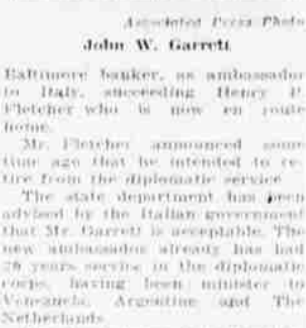 Associated Press Photo
John W. Garrett
Baltimore banker, as ambassador
to Italy, succeeding Henry P.
Fletcher who is now en route
home.
Mr. Fletcher announced some
time ago that he intended to re-
tire from the diplomatic service
The state department has been
advised by the Italian government
that Mr. Garrett is acceptable. The
new ambassador already has had
28 years service in the diplomatic
corps, having been minister to
Venezuela, Argentine and The
Netherlands